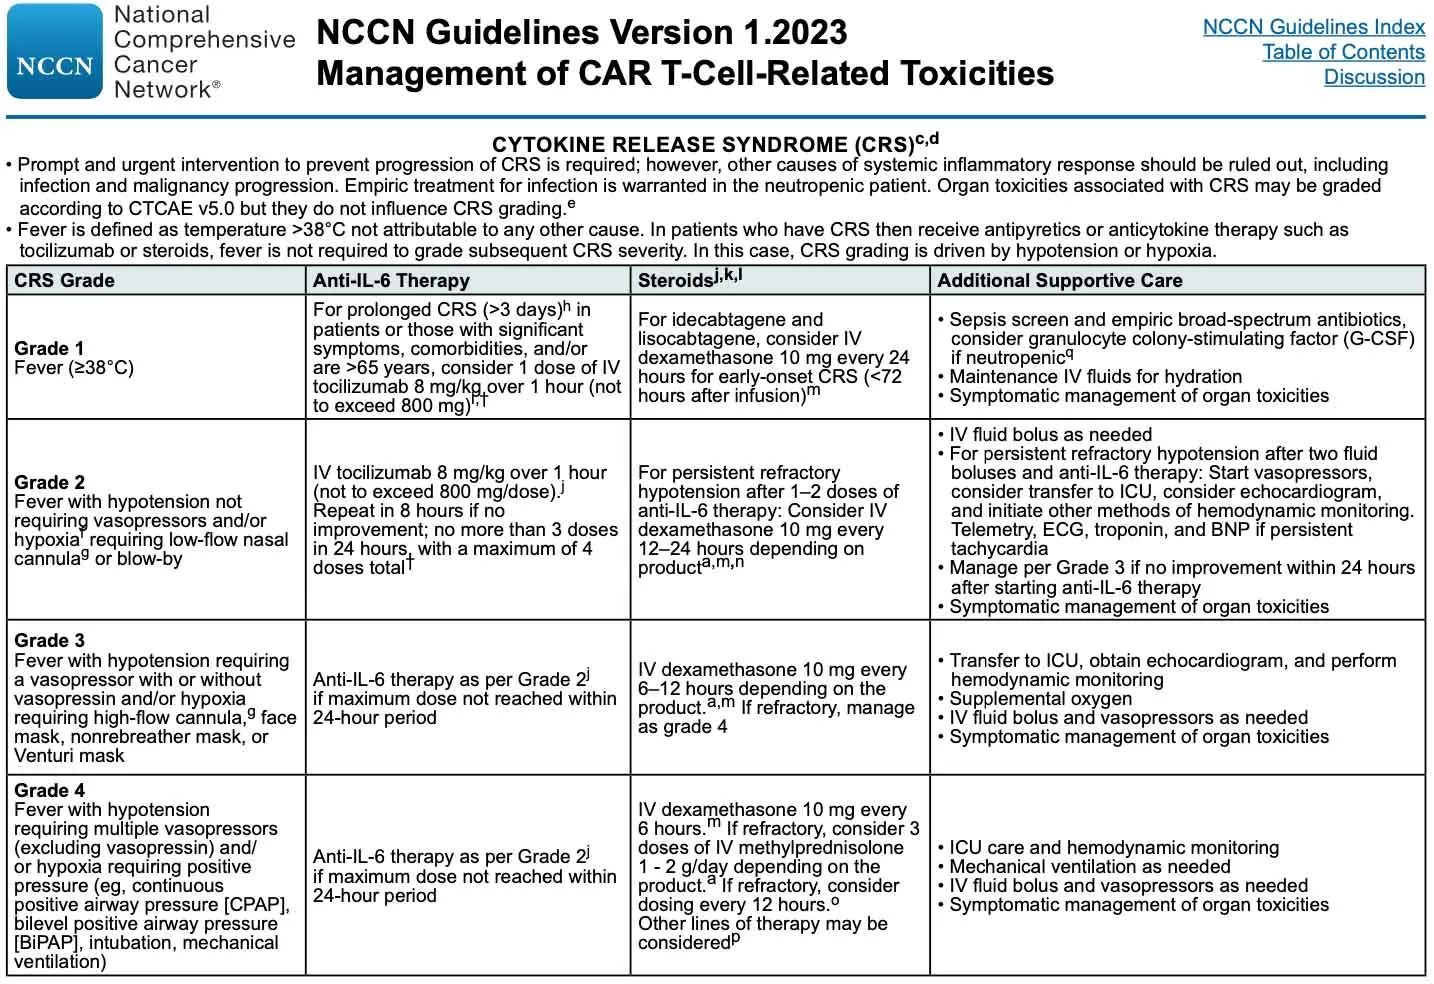 NCCN
National
Comprehensive
Cancer
Network®
NCCN Guidelines Version 1.2023
Management of CAR T-Cell-Related Toxicities
NCCN Guidelines Index
Table of Contents
Discussion
CYTOKINE RELEASE SYNDROME (CRS)c,d
• Prompt and urgent intervention to prevent progression of CRS is required; however, other causes of systemic inflammatory response should be ruled out, including
infection and malignancy progression. Empiric treatment for infection is warranted in the neutropenic patient. Organ toxicities associated with CRS may be graded
according to CTCAE v5.0 but they do not influence CRS grading.e
• Fever is defined as temperature >38°C not attributable to any other cause. In patients who have CRS then receive antipyretics or anticytokine therapy such as
tocilizumab or steroids, fever is not required to grade subsequent CRS severity. In this case, CRS grading is driven by hypotension or hypoxia.
CRS Grade
Anti-IL-6 Therapy
Steroidsj,k,l
Additional Supportive Care
Grade 1
Fever (≥38°C)
For prolonged CRS (>3 days)h in
patients or those with significant
symptoms, comorbidities, and/or
are >65 years, consider 1 dose of IV
tocilizumab 8 mg/kg over 1 hour (not
to exceed 800 mg)i,†
For idecabtagene and
lisocabtagene, consider IV
dexamethasone 10 mg every 24
hours for early-onset CRS (<72
hours after infusion)m
• Sepsis screen and empiric broad-spectrum antibiotics,
consider granulocyte colony-stimulating factor (G-CSF)
if neutropenicq
• Maintenance IV fluids for hydration
• Symptomatic management of organ toxicities
Grade 2
Fever with hypotension not
requiring vasopressors and/or
hypoxiaf requiring low-flow nasal
cannulag or blow-by
IV tocilizumab 8 mg/kg over 1 hour
(not to exceed 800 mg/dose).j
Repeat in 8 hours if no
improvement; no more than 3 doses
in 24 hours, with a maximum of 4
doses total†
For persistent refractory
hypotension after 1–2 doses of
anti-IL-6 therapy: Consider IV
dexamethasone 10 mg every
12–24 hours depending on
producta,m,n
• IV fluid bolus as needed
• For persistent refractory hypotension after two fluid
boluses and anti-IL-6 therapy: Start vasopressors,
consider transfer to ICU, consider echocardiogram,
and initiate other methods of hemodynamic monitoring.
Telemetry, ECG, troponin, and BNP if persistent
tachycardia
• Manage per Grade 3 if no improvement within 24 hours
after starting anti-IL-6 therapy
• Symptomatic management of organ toxicities
Grade 3
Fever with hypotension requiring
a vasopressor with or without
vasopressin and/or hypoxia
requiring high-flow cannula,g face
mask, nonrebreather mask, or
Venturi mask
Anti-IL-6 therapy as per Grade 2j
if maximum dose not reached within
24-hour period
IV dexamethasone 10 mg every
6–12 hours depending on the
product.a,m If refractory, manage
as grade 4
• Transfer to ICU, obtain echocardiogram, and perform
hemodynamic monitoring
• Supplemental oxygen
• IV fluid bolus and vasopressors as needed
• Symptomatic management of organ toxicities
Grade 4
Fever with hypotension
requiring multiple vasopressors
(excluding vasopressin) and/
or hypoxia requiring positive
pressure (eg, continuous
positive airway pressure [CPAP],
bilevel positive airway pressure
[BiPAP], intubation, mechanical
ventilation)
Anti-IL-6 therapy as per Grade 2j
if maximum dose not reached within
24-hour period
IV dexamethasone 10 mg every
6 hours.m If refractory, consider 3
doses of IV methylprednisolone
1 - 2 g/day depending on the
product.a If refractory, consider
dosing every 12 hours.o
Other lines of therapy may be
consideredp
• ICU care and hemodynamic monitoring
• Mechanical ventilation as needed
• IV fluid bolus and vasopressors as needed
• Symptomatic management of organ toxicities